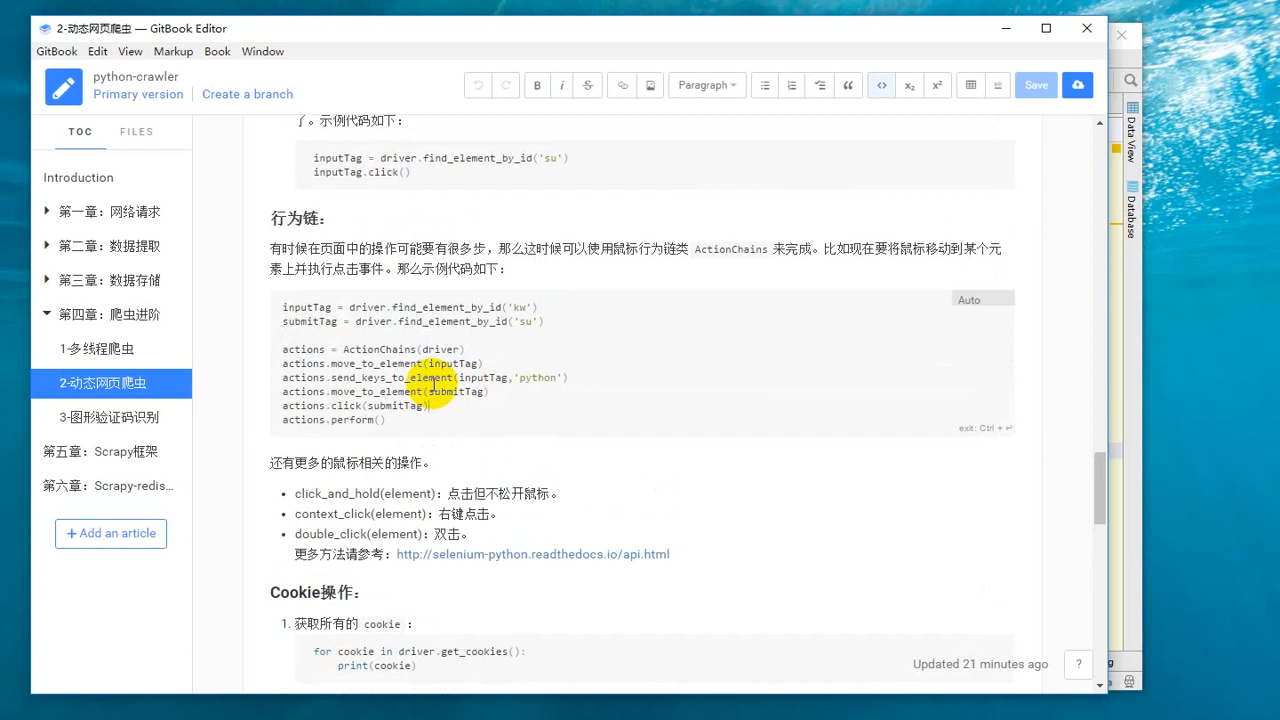 2-动态网页爬虫 — GitBook Editor
GitBook Edit View Markup Book Window
python-crawler
Primary version Create a branch
B i S Paragraph <> x₂ x² Save
TOC FILES
Introduction
第一章：网络请求
第二章：数据提取
第三章：数据存储
第四章：爬虫进阶
1-多线程爬虫
2-动态网页爬虫
3-图形验证码识别
第五章：Scrapy框架
第六章：Scrapy-redis...
+ Add an article
了。示例代码如下：
inputTag = driver.find_element_by_id('su')
inputTag.click()
行为链：
有时候在页面中的操作可能要有很多步，那么这时候可以使用鼠标行为链类 ActionChains 来完成。比如现在要将鼠标移动到某个元
素上并执行点击事件。那么示例代码如下：
Auto
inputTag = driver.find_element_by_id('kw')
submitTag = driver.find_element_by_id('su')
actions = ActionChains(driver)
actions.move_to_element(inputTag)
actions.send_keys_to_element(inputTag,'python')
actions.move_to_element(submitTag)
actions.click(submitTag)
actions.perform()
exit: Ctrl + ↵
还有更多的鼠标相关的操作。
• click_and_hold(element)：点击但不松开鼠标。
• context_click(element)：右键点击。
• double_click(element)：双击。
更多方法请参考：http://selenium-python.readthedocs.io/api.html
Cookie操作：
1. 获取所有的 cookie ：
for cookie in driver.get_cookies():
print(cookie)
Updated 21 minutes ago
?
Data View
Database